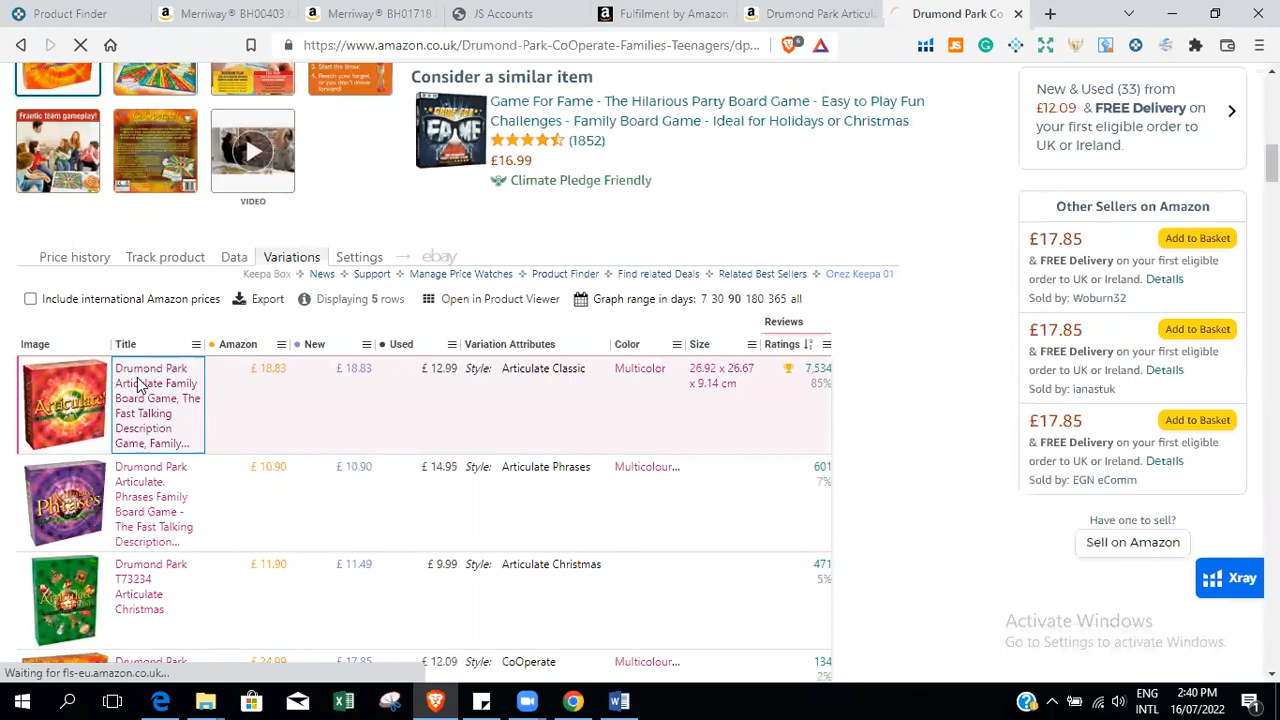 Product Finder
Merriway® BH00403
Merriway® BH01718
JS Accounts
Fulfilment by Amazon
Drumond Park Articul
Drumond Park Co
https://www.amazon.co.uk/Drumond-Park-CoOperate-Families-Teenagers/dp...
6
Frantic team gameplay!
VIDEO
Consider a similar item
Game For Fame - The Hilarious Party Board Game - Easy to Play Fun
Challenges - Family Board Game - Ideal for Holidays or Christmas
(1852)
£16.99
Climate Pledge Friendly
New & Used (33) from
£12.09 & FREE Delivery on
your first eligible order to
UK or Ireland.
Other Sellers on Amazon
£17.85 Add to Basket
& FREE Delivery on your first eligible
order to UK or Ireland. Details
Sold by: Woburn32
£17.85 Add to Basket
& FREE Delivery on your first eligible
order to UK or Ireland. Details
Sold by: ianastuk
£17.85 Add to Basket
& FREE Delivery on your first eligible
order to UK or Ireland. Details
Sold by: EGN eComm
Have one to sell?
Sell on Amazon
Xray
Price history Track product Data Variations Settings → ebay
Keepa Box News Support Manage Price Watches Product Finder Find related Deals Related Best Sellers Onez Keepa 01
Include international Amazon prices Export Displaying 5 rows Open in Product Viewer Graph range in days: 7 30 90 180 365 all
Reviews
Image Title Amazon New Used Variation Attributes Color Size Ratings
Articulate!
Drumond Park
Articulate Family
Board Game, The
Fast Talking
Description
Game, Family...
£ 18.83 £ 18.83 £ 12.99 Style: Articulate Classic Multicolor 26.92 x 26.67
x 9.14 cm
7,534
85%
Phrases
Drumond Park
Articulate.
Phrases Family
Board Game -
The Fast Talking
Description...
£ 10.90 £ 10.90 £ 14.95 Style: Articulate Phrases Multicolour... 601
7%
Drumond Park
T73234
Articulate
Christmas
£ 11.90 £ 11.49 £ 9.99 Style: Articulate Christmas 471
5%
Drumond Park £ 24.99 £ 17.85 £ 12.09 Style: CoOperate Multicolour... 134
2%
Activate Windows
Go to Settings to activate Windows.
Waiting for fls-eu.amazon.co.uk...
ENG
INTL
2:40 PM
16/07/2022
1